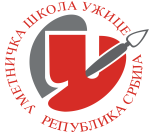 УМЕТНИЧКА ШКОЛА УЖИЦЕ
РЕПУБЛИКА СРБИЈА